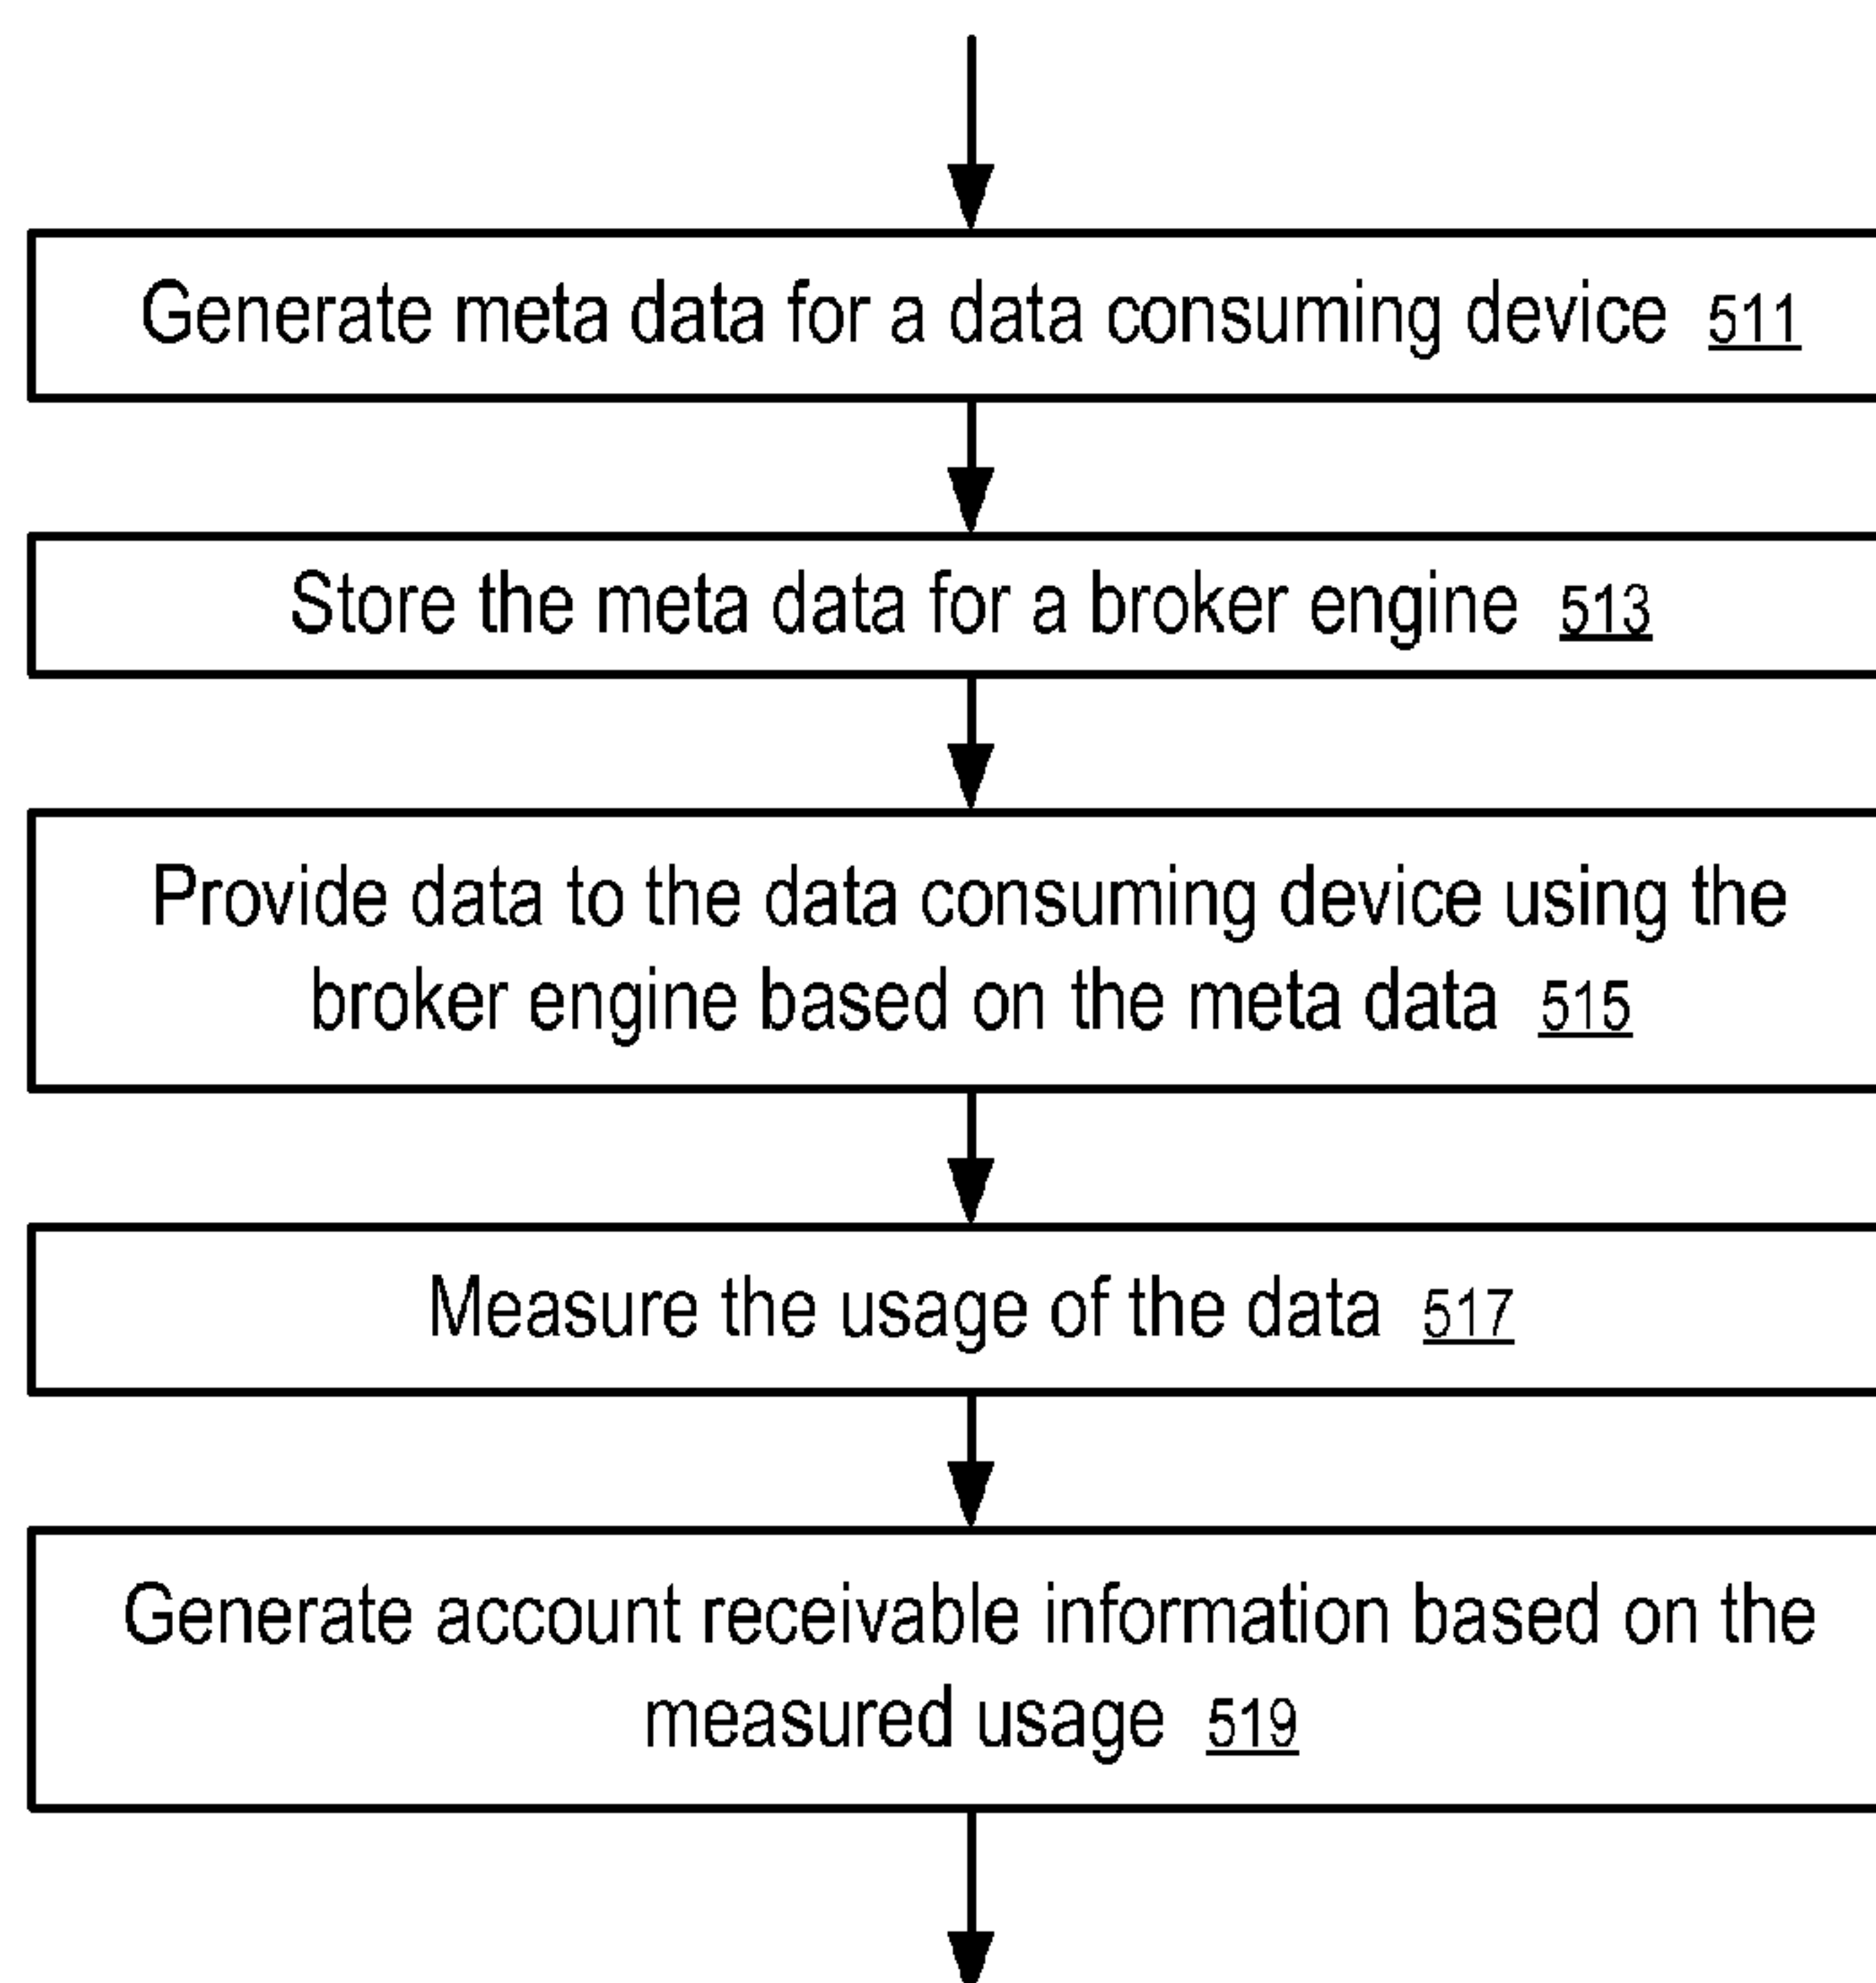 Generate meta data for a data consuming device 511
Store the meta data for a broker engine 513
Provide data to the data consuming device using the
broker engine based on the meta data 515
Measure the usage of the data 517
Generate account receivable information based on the
measured usage 519